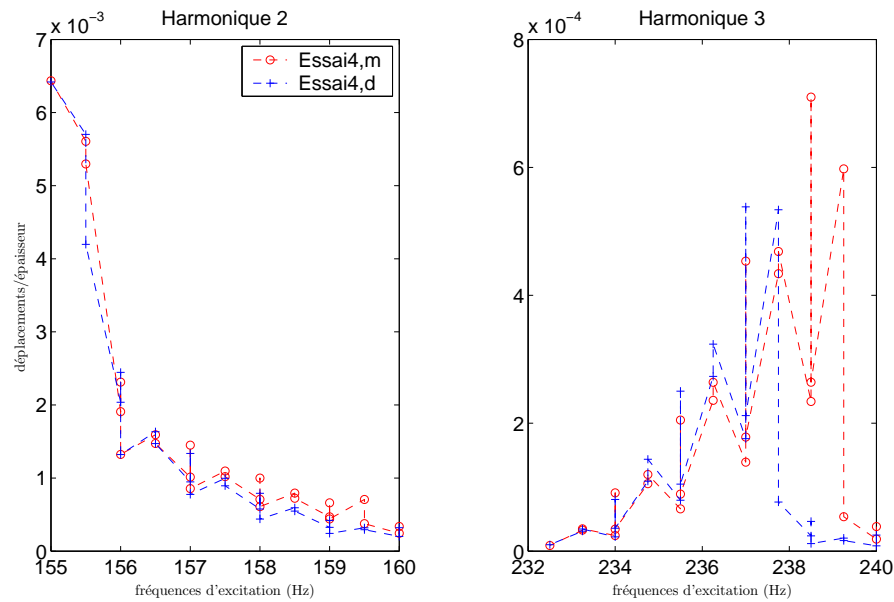 Harmonique 2
x 10⁻³
7
6
5
4
3
2
1
0
155 156 157 158 159 160
déplacements/épaisseur
fréquences d'excitation (Hz)
Essai4,m
Essai4,d
Harmonique 3
x 10⁻⁴
8
6
4
2
0
232 234 236 238 240
fréquences d'excitation (Hz)